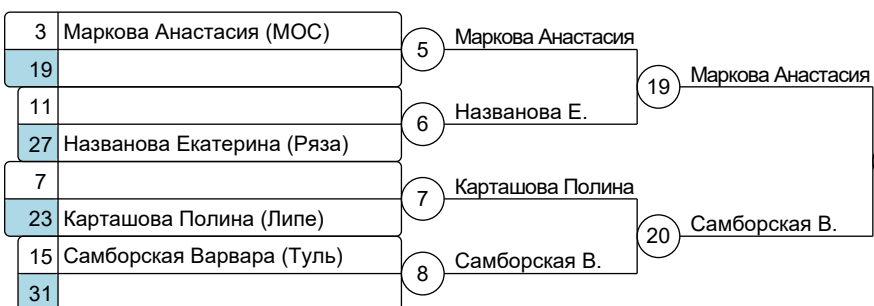 3 Маркова Анастасия (МОС)
5 Маркова Анастасия
19
19 Маркова Анастасия
11
6 Названова Е.
27 Названова Екатерина (Ряза)
7
7 Карташова Полина
23 Карташова Полина (Липе)
20 Самборская В.
15 Самборская Варвара (Туль)
8 Самборская В.
31